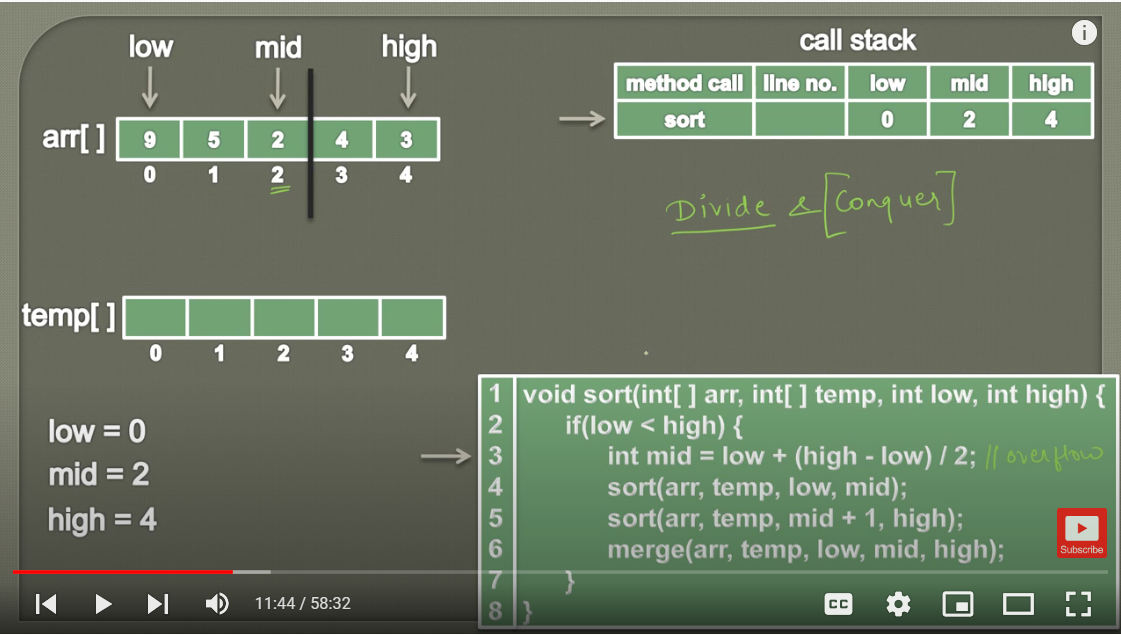 low mid high
call stack
method call line no. low mid high
sort 0 2 4
arr[ ] 9 5 2 4 3
0 1 2 3 4
Divide & [Conquer]
temp[ ]
0 1 2 3 4
low = 0
mid = 2
high = 4
1 void sort(int[ ] arr, int[ ] temp, int low, int high) {
2 if(low < high) {
3 int mid = low + (high - low) / 2; // overflow
4 sort(arr, temp, low, mid);
5 sort(arr, temp, mid + 1, high);
6 merge(arr, temp, low, mid, high);
7 }
8 }
Subscribe
11:44 / 58:32
CC
i